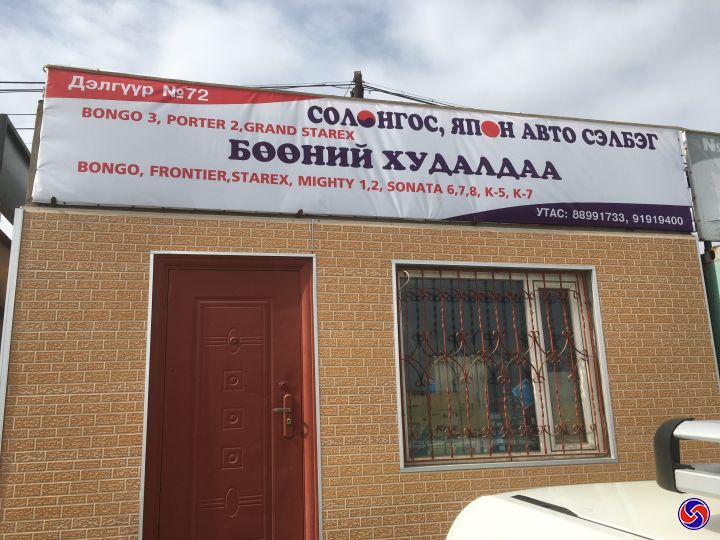 Дэлгүүр №72
СОЛОНГОС, ЯПОН АВТО СЭЛБЭГ
BONGO 3, PORTER 2,GRAND STAREX
БӨӨНИЙ ХУДАЛДАА
BONGO, FRONTIER,STAREX, MIGHTY 1,2, SONATA 6,7,8, K-5, K-7
УТАС: 88991733, 91919400
№